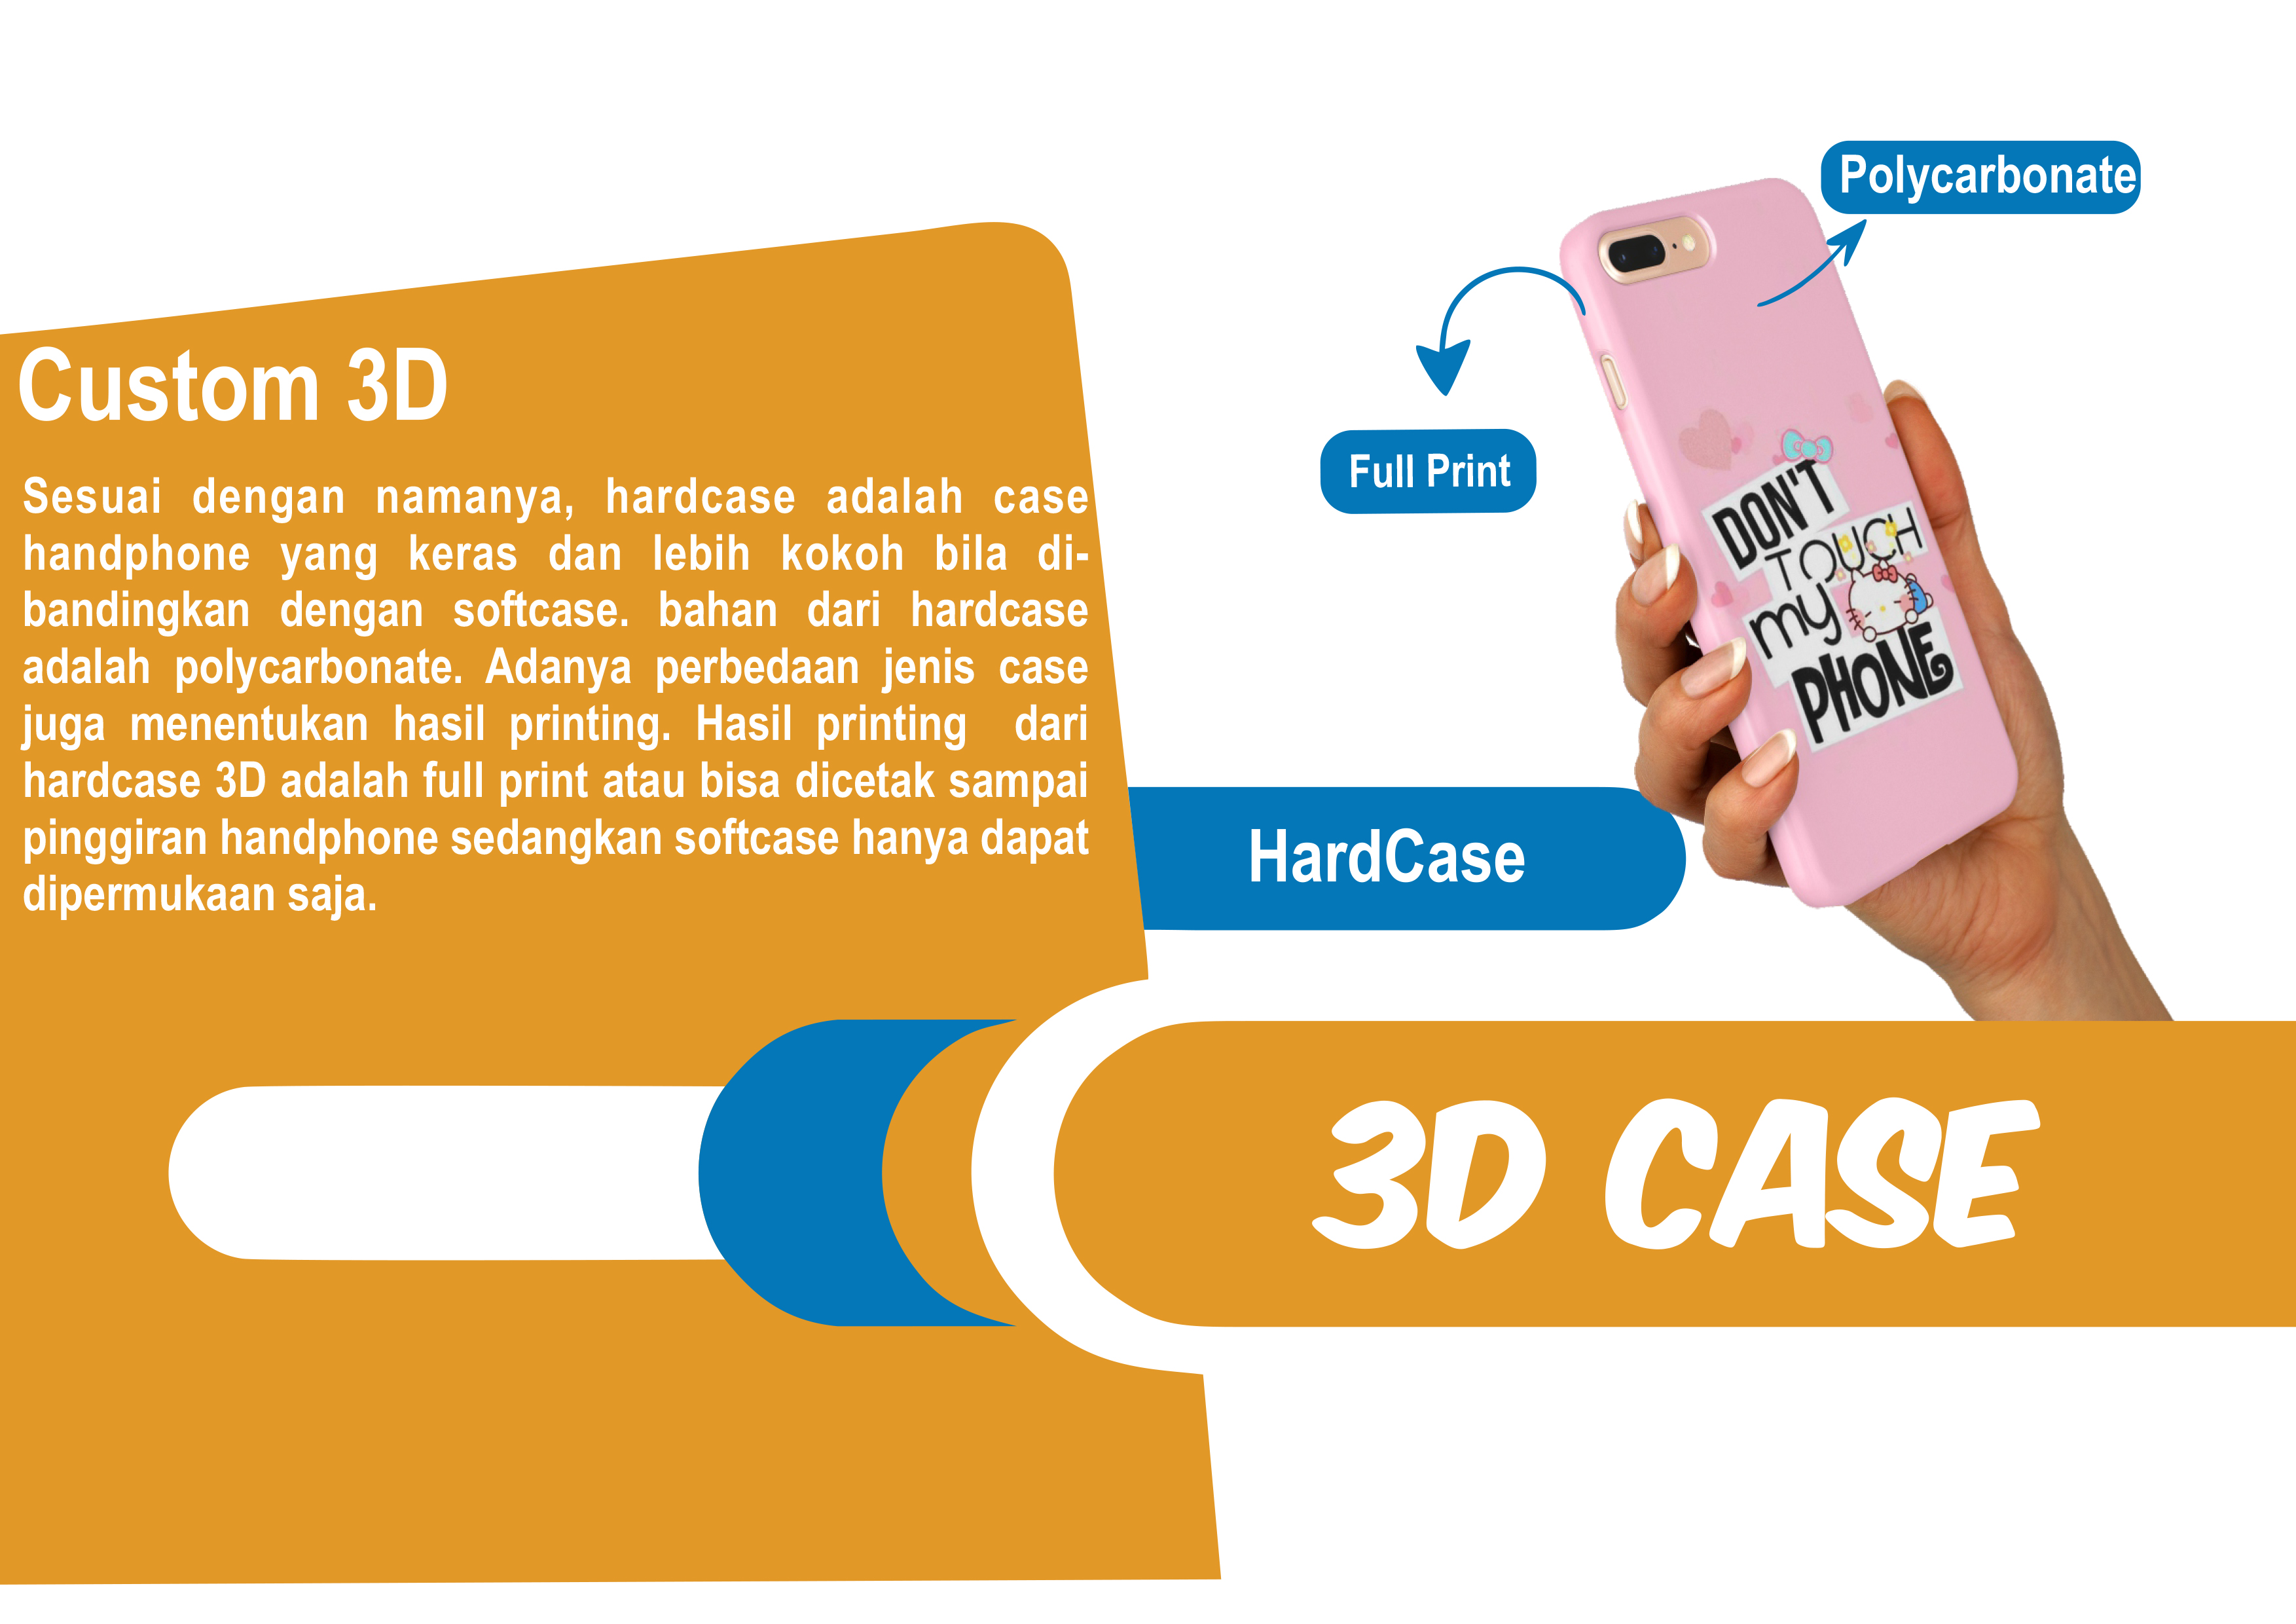 Polycarbonate
Full Print
Custom 3D
Sesuai dengan namanya, hardcase adalah case
handphone yang keras dan lebih kokoh bila di-
bandingkan dengan softcase. bahan dari hardcase
adalah polycarbonate. Adanya perbedaan jenis case
juga menentukan hasil printing. Hasil printing dari
hardcase 3D adalah full print atau bisa dicetak sampai
pinggiran handphone sedangkan softcase hanya dapat
dipermukaan saja.
DON'T
TOUCH
my
PHONE
HardCase
3D CASE